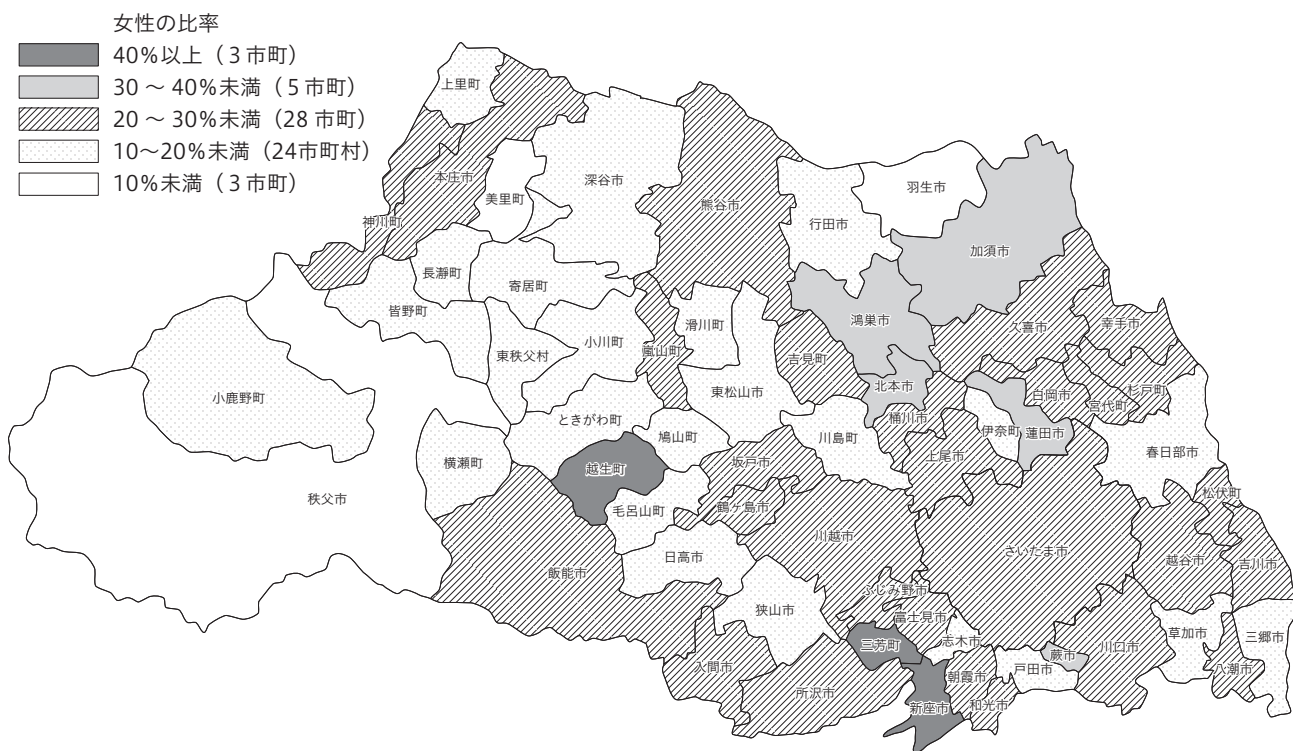 女性の比率
40%以上（3市町）
30～40%未満（5市町）
20～30%未満（28市町）
10～20%未満（24市町村）
10%未満（3市町）
上里町
本庄市
美里町
深谷市
神川町
熊谷市
行田市
羽生市
加須市
長瀞町
寄居町
皆野町
東秩父村
小川町
嵐山町
滑川町
吉見町
鴻巣市
久喜市
幸手市
小鹿野町
東松山市
北本市
桶川市
白岡市
宮代町
杉戸町
ときがわ町
鳩山町
川島町
伊奈町
蓮田市
春日部市
横瀬町
越生町
坂戸市
上尾市
秩父市
毛呂山町
鶴ヶ島市
川越市
さいたま市
松伏町
越谷市
吉川市
飯能市
日高市
狭山市
ふじみ野市
富士見市
三芳町
志木市
入間市
所沢市
新座市
朝霞市
和光市
戸田市
蕨市
川口市
草加市
八潮市
三郷市